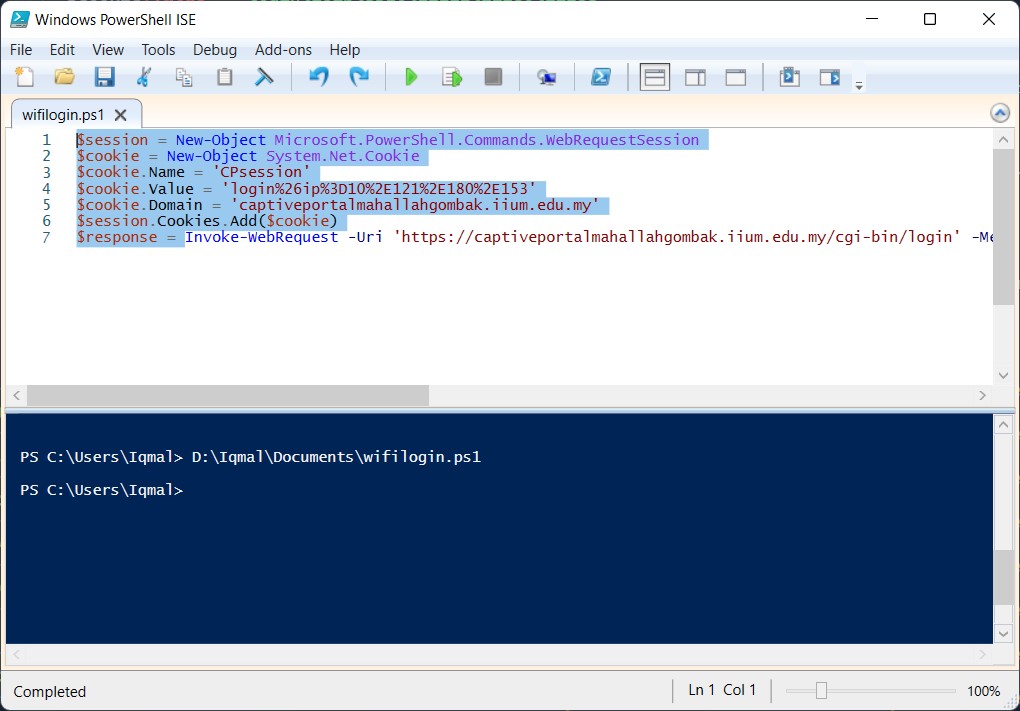 Windows PowerShell ISE
File Edit View Tools Debug Add-ons Help
wifilogin.ps1
1 $session = New-Object Microsoft.PowerShell.Commands.WebRequestSession
2 $cookie = New-Object System.Net.Cookie
3 $cookie.Name = 'CPsession'
4 $cookie.Value = 'login%26ip%3D10%2E121%2E180%2E153'
5 $cookie.Domain = 'captiveportalmahallahgombak.iium.edu.my'
6 $session.Cookies.Add($cookie)
7 $response = Invoke-WebRequest -Uri 'https://captiveportalmahallahgombak.iium.edu.my/cgi-bin/login' -Me
PS C:\Users\Iqmal> D:\Iqmal\Documents\wifilogin.ps1
PS C:\Users\Iqmal>
Completed
Ln 1 Col 1
100%